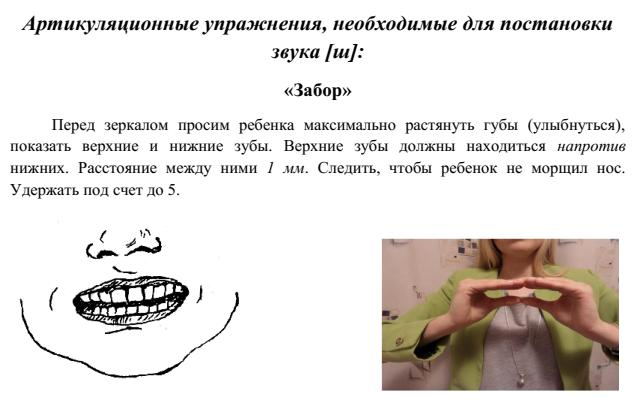 Артикуляционные упражнения, необходимые для постановки
звука [ш]:
«Забор»
Перед зеркалом просим ребенка максимально растянуть губы (улыбнуться),
показать верхние и нижние зубы. Верхние зубы должны находиться напротив
нижних. Расстояние между ними 1 мм. Следить, чтобы ребенок не морщил нос.
Удержать под счет до 5.